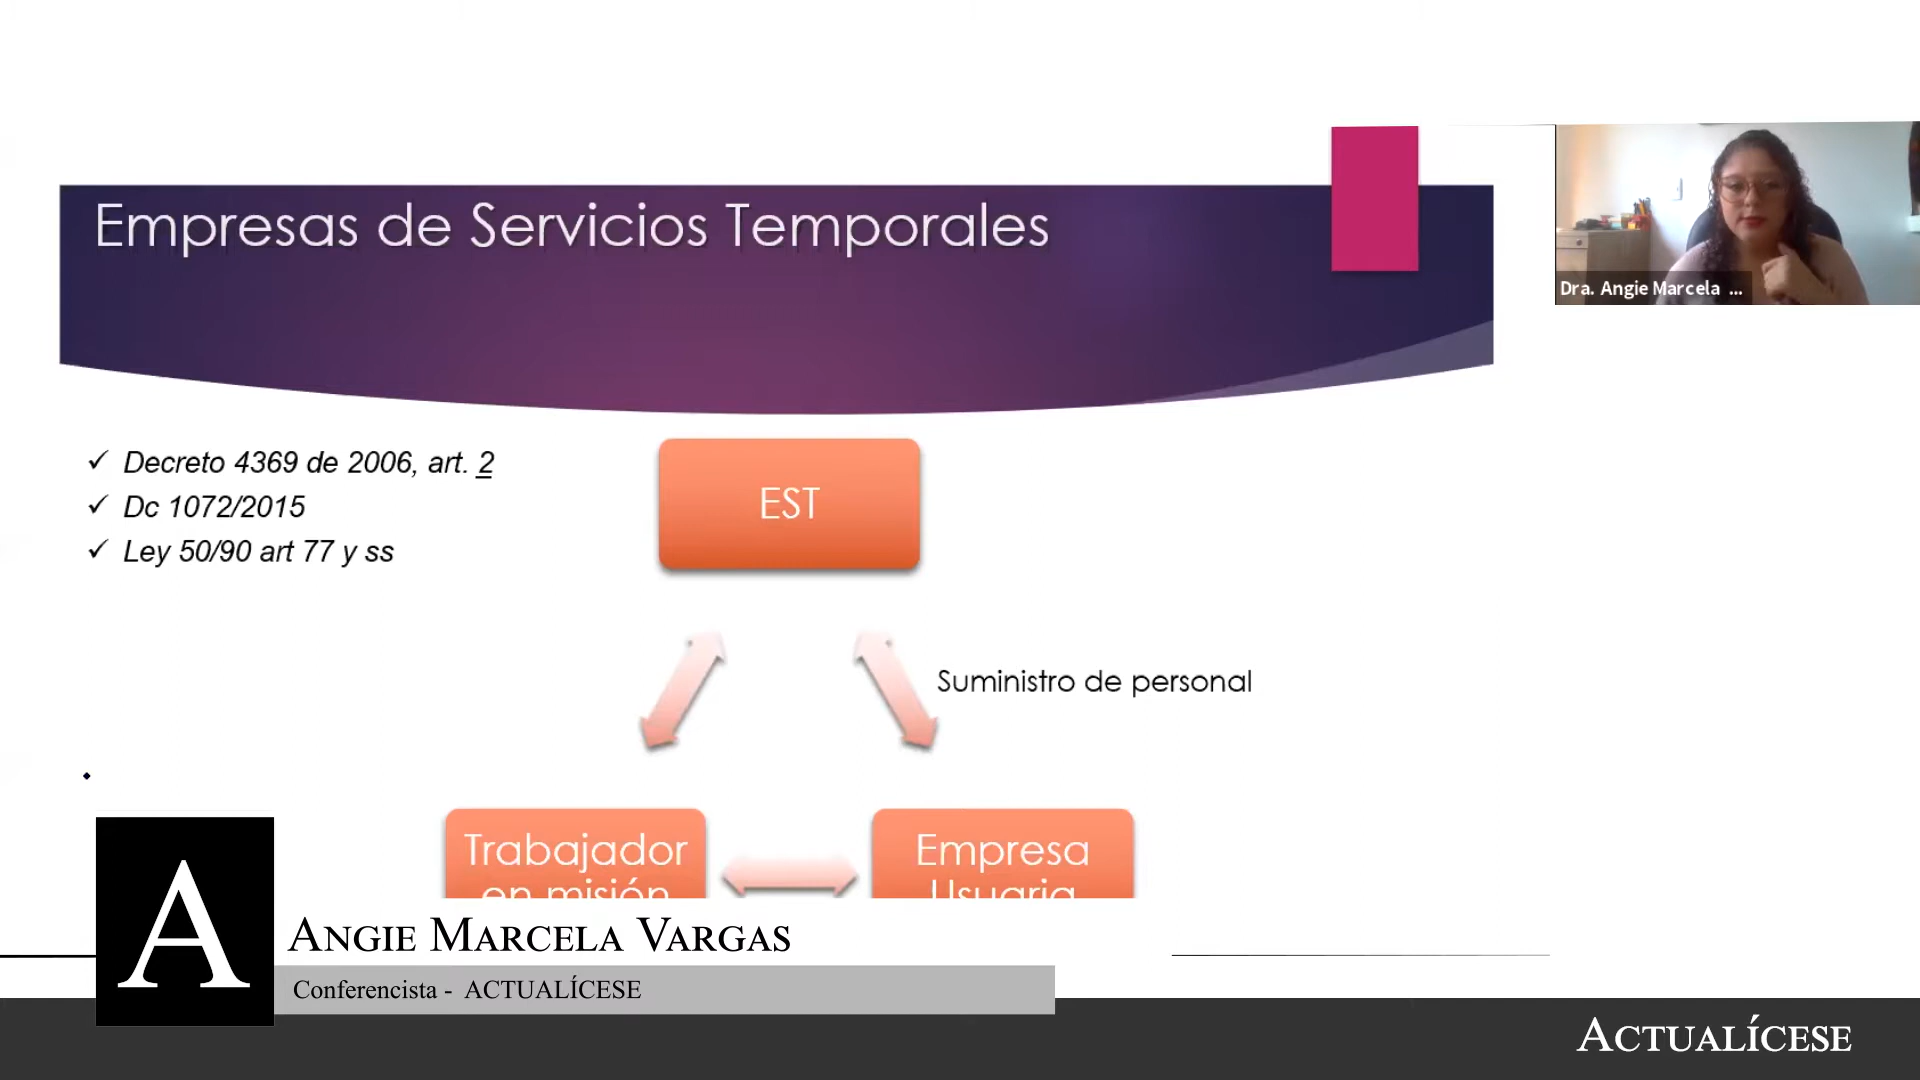 Empresas de Servicios Temporales
Dra. Angie Marcela ...
✓ Decreto 4369 de 2006, art. 2
✓ Dc 1072/2015
✓ Ley 50/90 art 77 y ss
EST
Suministro de personal
Trabajador
en misión
Empresa
Usuaria
A
ANGIE MARCELA VARGAS
Conferencista - ACTUALÍCESE
ACTUALÍCESE